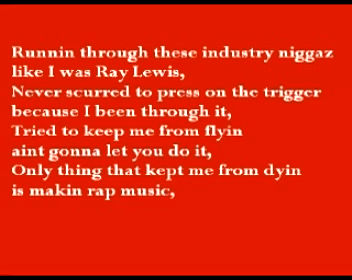 Runnin through these industry niggaz
like I was Ray Lewis,
Never scurred to press on the trigger
because I been through it,
Tried to keep me from flyin
aint gonna let you do it,
Only thing that kept me from dyin
is makin rap music,